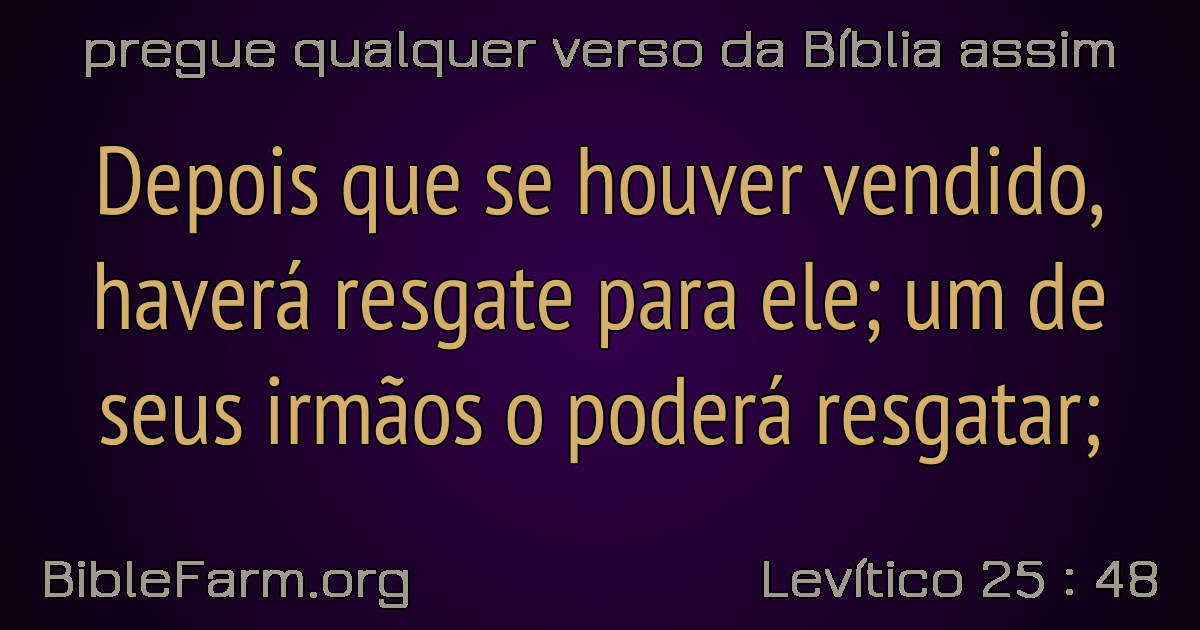 pregue qualquer verso da Bíblia assim
Depois que se houver vendido,
haverá resgate para ele; um de
seus irmãos o poderá resgatar;
BibleFarm.org
Levítico 25 : 48